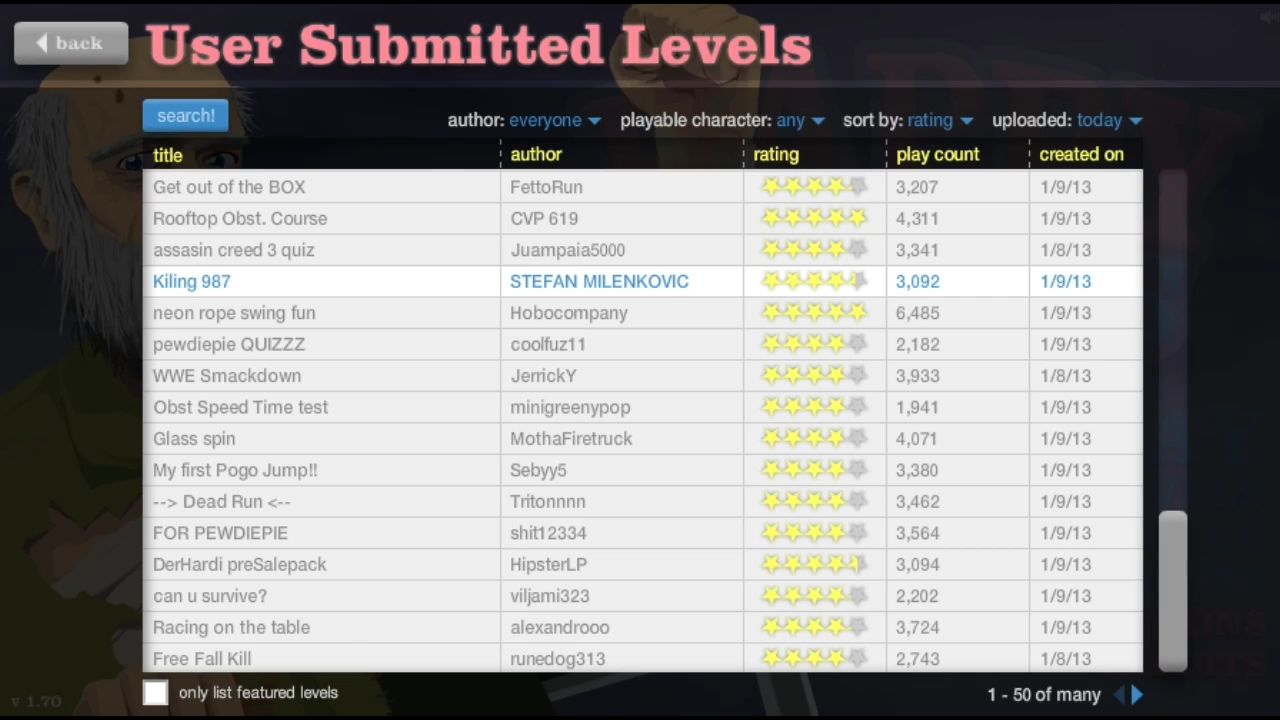 back User Submitted Levels
search! author: everyone playable character: any sort by: rating uploaded: today
title author rating play count created on
Get out of the BOX FettoRun 3,207 1/9/13
Rooftop Obst. Course CVP 619 4,311 1/9/13
assasin creed 3 quiz Juampaia5000 3,341 1/8/13
Kiling 987 STEFAN MILENKOVIC 3,092 1/9/13
neon rope swing fun Hobocompany 6,485 1/9/13
pewdiepie QUIZZZ coolfuz11 2,182 1/9/13
WWE Smackdown JerrickY 3,933 1/8/13
Obst Speed Time test minigreenypop 1,941 1/9/13
Glass spin MothaFiretruck 4,071 1/9/13
My first Pogo Jump!! Sebyy5 3,380 1/9/13
--> Dead Run <-- Tritonnnn 3,462 1/9/13
FOR PEWDIEPIE shit12334 3,564 1/9/13
DerHardi preSalepack HipsterLP 3,094 1/9/13
can u survive? viljami323 2,202 1/9/13
Racing on the table alexandrooo 3,724 1/9/13
Free Fall Kill runedog313 2,743 1/8/13
only list featured levels 1 - 50 of many
v 1.70